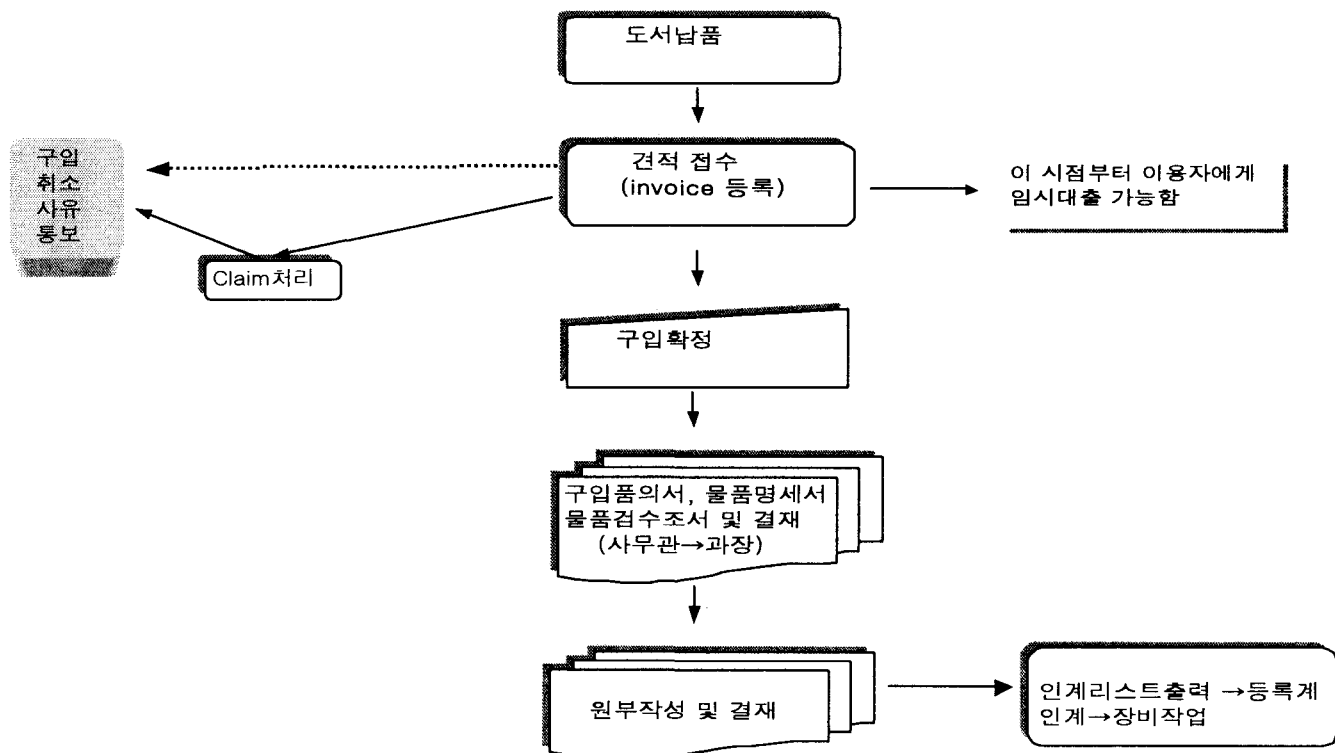 도서납품
구입
취소
사유
통보
견적 접수
(invoice 등록)
이 시점부터 이용자에게
임시대출 가능함
Claim처리
구입확정
구입품의서, 물품명세서
물품검수조서 및 결재
(사무관→과장)
원부작성 및 결재
인계리스트출력 →등록계
인계→장비작업